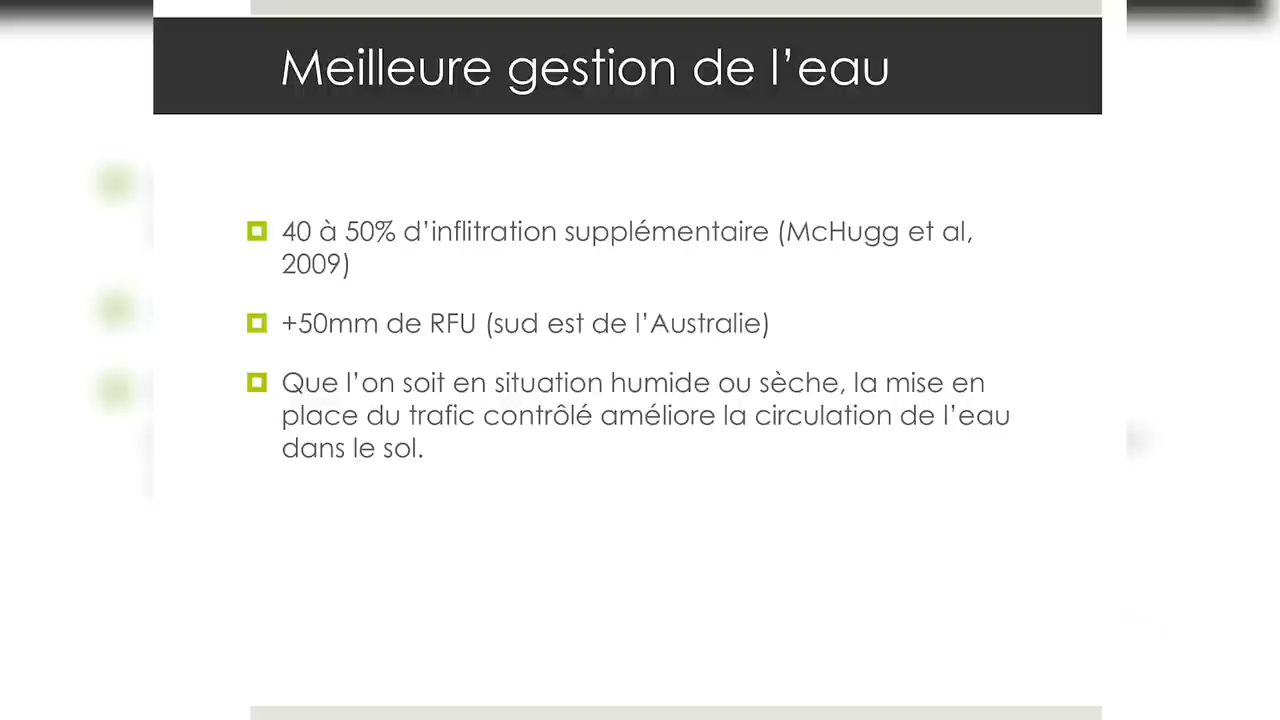 Meilleure gestion de l’eau
40 à 50% d’inflitration supplémentaire (McHugg et al,
2009)
+50mm de RFU (sud est de l’Australie)
Que l’on soit en situation humide ou sèche, la mise en
place du trafic contrôlé améliore la circulation de l’eau
dans le sol.